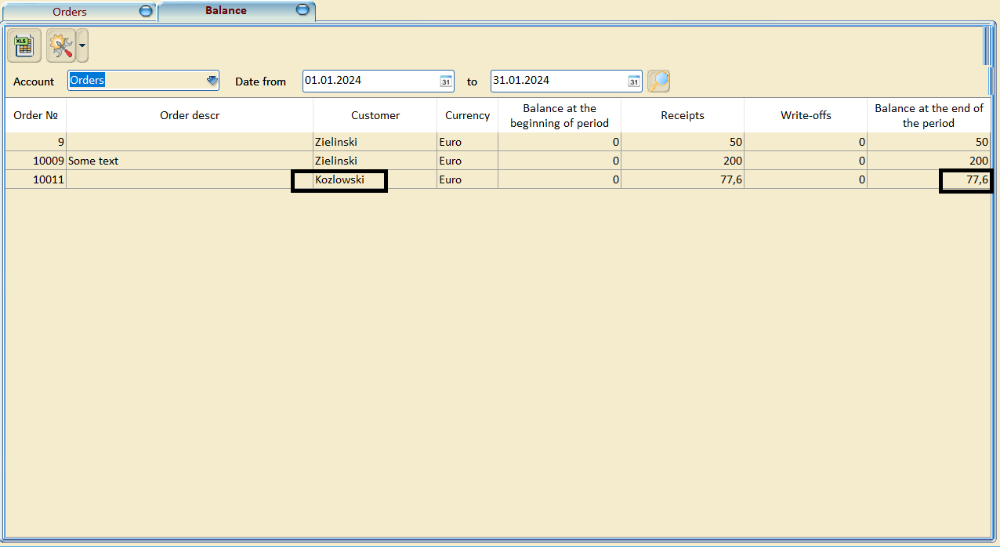 Orders
Balance
XLS
Account Orders Date from 01.01.2024 31 to 31.01.2024 31
Order № Order descr Customer Currency Balance at the beginning of period Receipts Write-offs Balance at the end of the period
9 Zielinski Euro 0 50 0 50
10009 Some text Zielinski Euro 0 200 0 200
10011 Kozlowski Euro 0 77,6 0 77,6